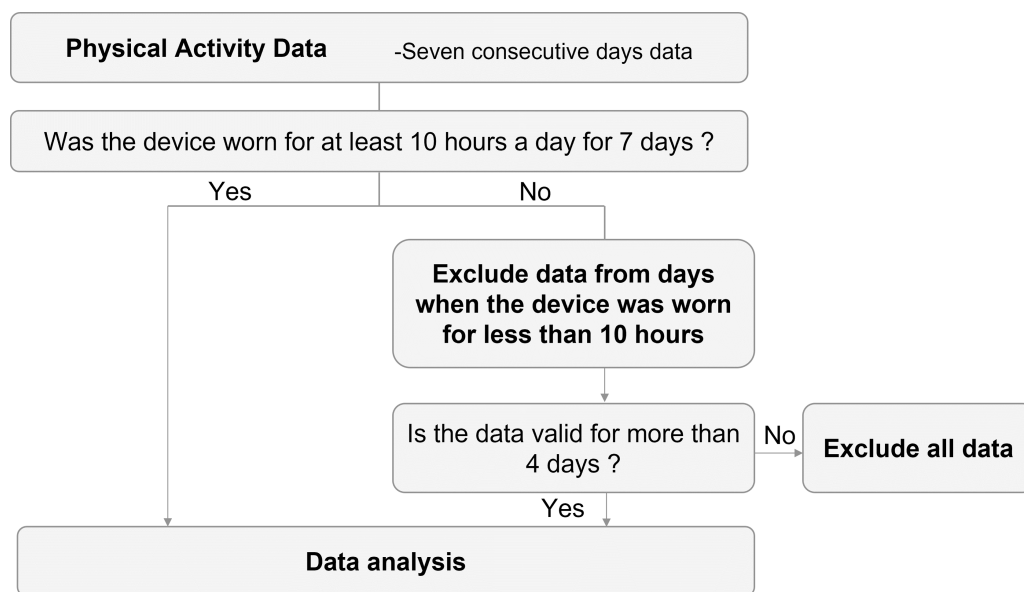 Physical Activity Data -Seven consecutive days data
Was the device worn for at least 10 hours a day for 7 days ?
Yes
No
Exclude data from days
when the device was worn
for less than 10 hours
Is the data valid for more than
4 days ?
No
Exclude all data
Yes
Data analysis